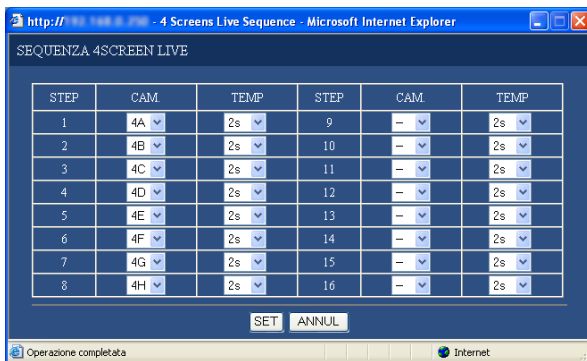 http:// - 4 Screens Live Sequence - Microsoft Internet Explorer
SEQUENZA 4SCREEN LIVE
STEP CAM. TEMP STEP CAM. TEMP
1 4A 2s 9 -- 2s
2 4B 2s 10 -- 2s
3 4C 2s 11 -- 2s
4 4D 2s 12 -- 2s
5 4E 2s 13 -- 2s
6 4F 2s 14 -- 2s
7 4G 2s 15 -- 2s
8 4H 2s 16 -- 2s
SET ANNUL
Operazione completata Internet